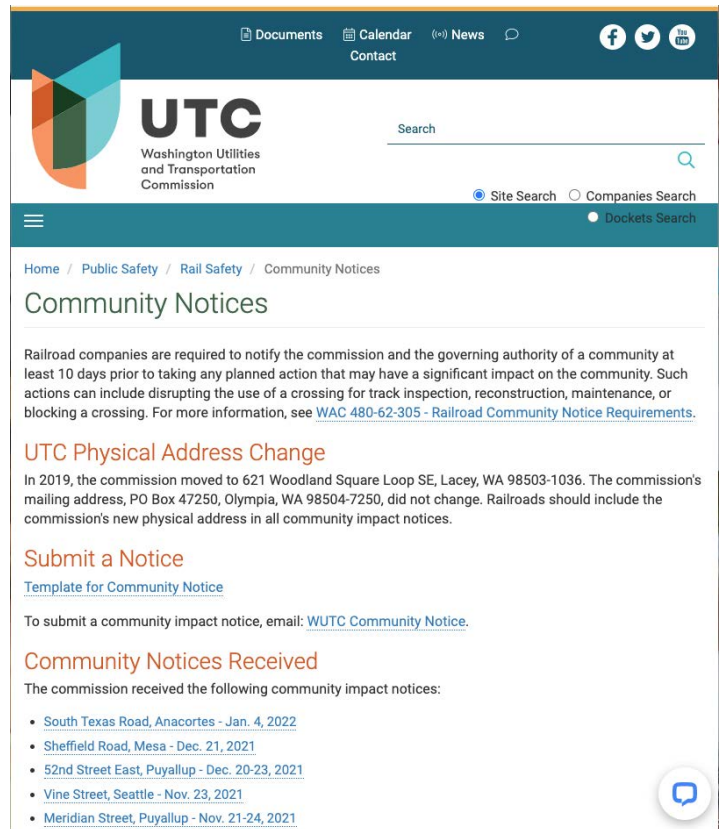 Documents Calendar News
Contact
You
Tube
UTC
Washington Utilities
and Transportation
Commission
Search
Site Search Companies Search
Dockets Search
Home / Public Safety / Rail Safety / Community Notices
Community Notices
Railroad companies are required to notify the commission and the governing authority of a community at
least 10 days prior to taking any planned action that may have a significant impact on the community. Such
actions can include disrupting the use of a crossing for track inspection, reconstruction, maintenance, or
blocking a crossing. For more information, see WAC 480-62-305 - Railroad Community Notice Requirements.
UTC Physical Address Change
In 2019, the commission moved to 621 Woodland Square Loop SE, Lacey, WA 98503-1036. The commission's
mailing address, PO Box 47250, Olympia, WA 98504-7250, did not change. Railroads should include the
commission's new physical address in all community impact notices.
Submit a Notice
Template for Community Notice
To submit a community impact notice, email: WUTC Community Notice.
Community Notices Received
The commission received the following community impact notices:
• South Texas Road, Anacortes - Jan. 4, 2022
• Sheffield Road, Mesa - Dec. 21, 2021
• 52nd Street East, Puyallup - Dec. 20-23, 2021
• Vine Street, Seattle - Nov. 23, 2021
• Meridian Street, Puyallup - Nov. 21-24, 2021